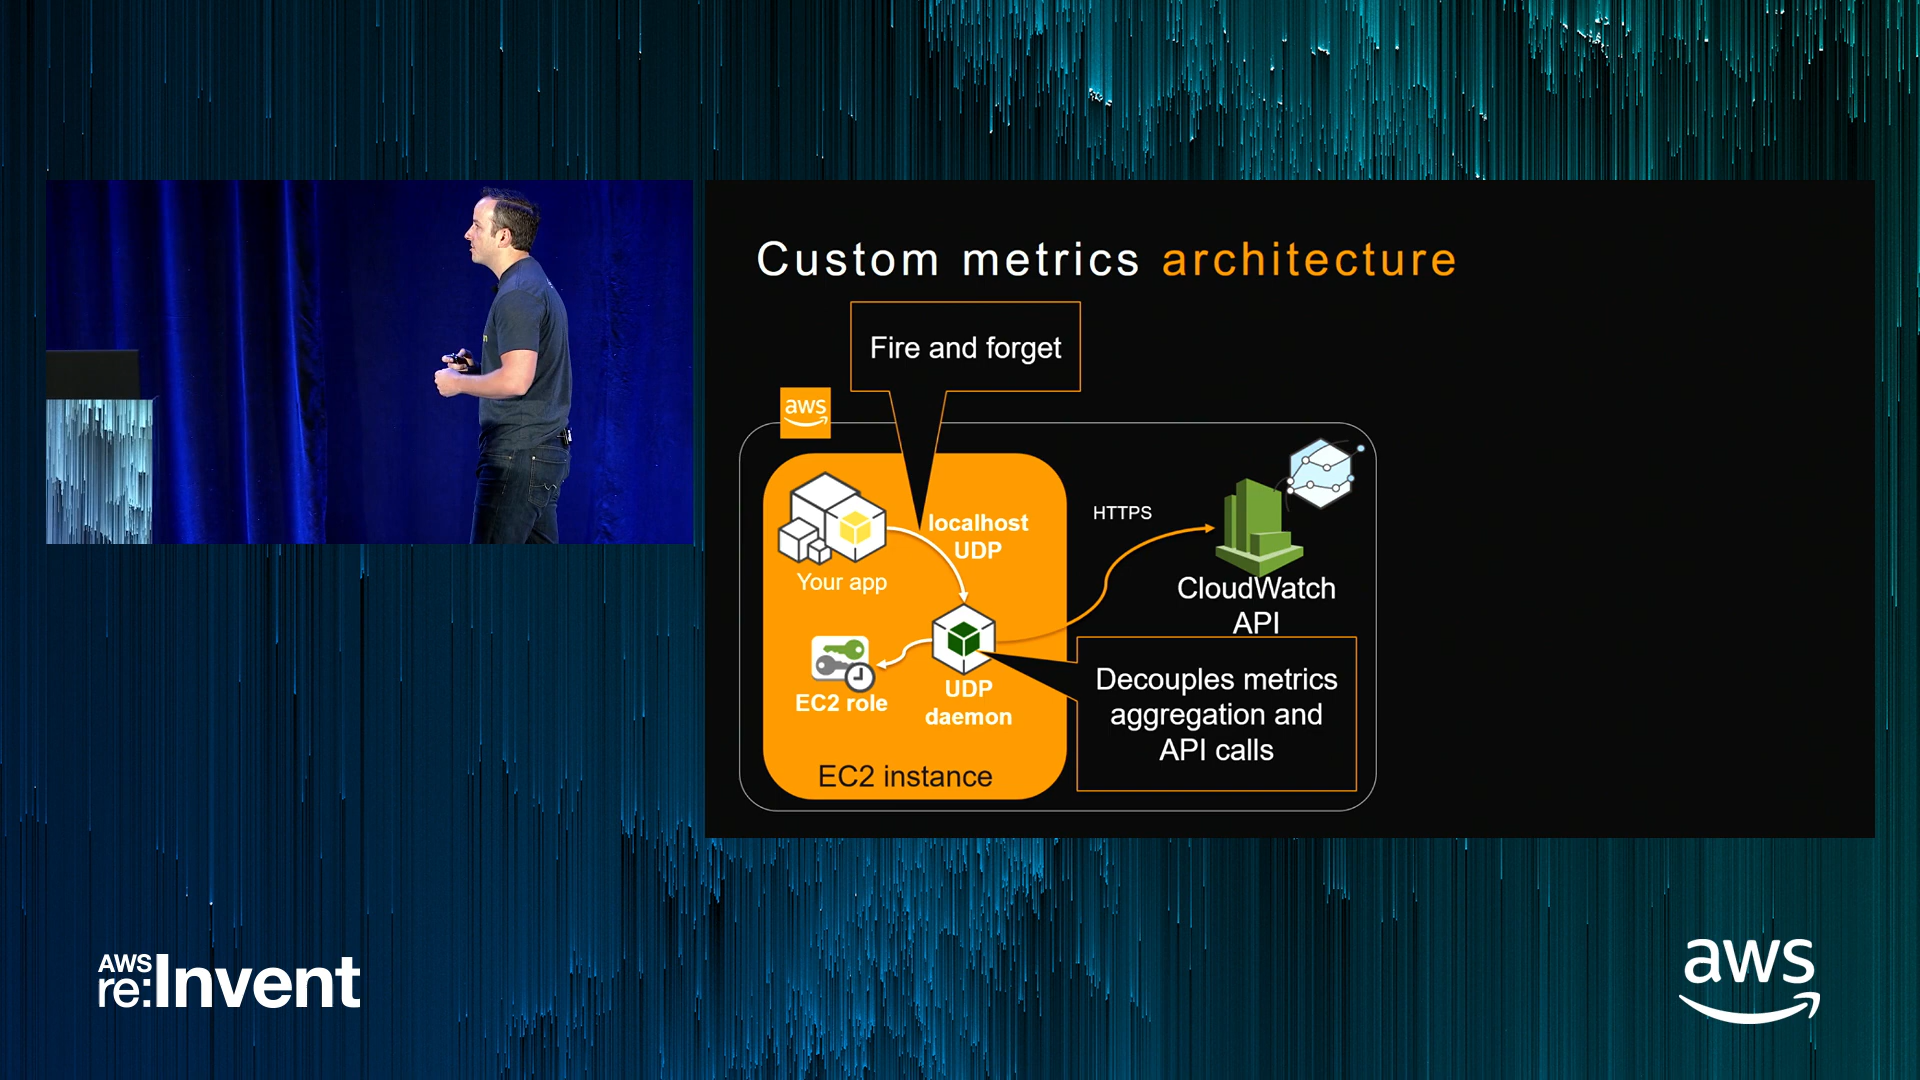 Custom metrics architecture
Fire and forget
aws
localhost
UDP
HTTPS
Your app
CloudWatch
API
EC2 role
UDP
daemon
Decouples metrics
aggregation and
API calls
EC2 instance
AWS
re:Invent
aws